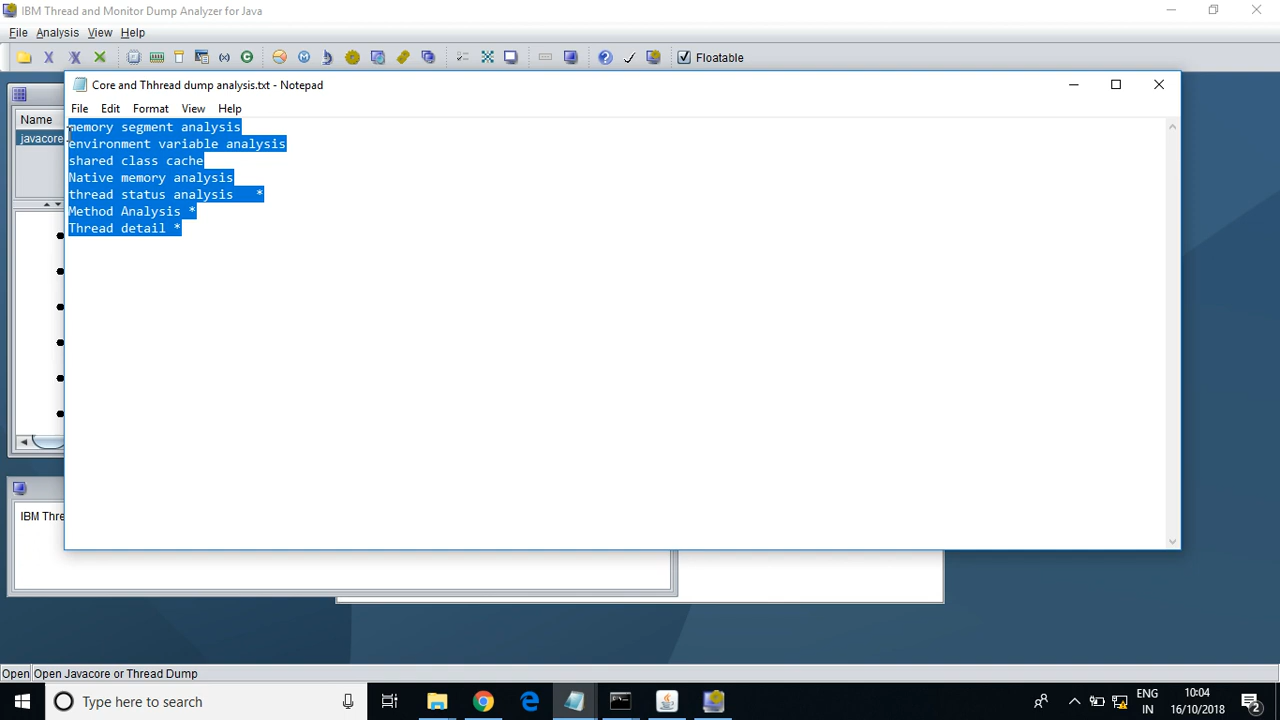 IBM Thread and Monitor Dump Analyzer for Java
File Analysis View Help
Floatable
Core and Thhread dump analysis.txt - Notepad
File Edit Format View Help
Name
javacore
memory segment analysis
environment variable analysis
shared class cache
Native memory analysis
thread status analysis *
Method Analysis *
Thread detail *
IBM Thre
Open Open Javacore or Thread Dump
Type here to search
ENG
IN
10:04
16/10/2018
2